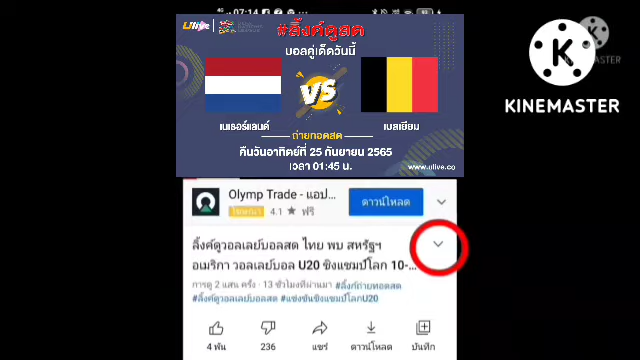 4G 07:14
Ulive
#ลิ้งค์ดูสด
บอลคู่เด็ดวันนี้
VS
เนเธอร์แลนด์
เบลเยียม
ถ่ายทอดสด
คืนวันอาทิตย์ที่ 25 กันยายน 2565
เวลา 01:45 น.
www.ulive.co
KINEMASTER
KINEMASTER
Olymp Trade - แอป...
โฆษณา 4.1 ★ ฟรี
ดาวน์โหลด
ลิ้งค์ดูวอลเลย์บอลสด ไทย พบ สหรัฐฯ
อเมริกา วอลเลย์บอล U20 ชิงแชมป์โลก 10-...
การดู 2 แสน ครั้ง · 13 ชั่วโมงที่ผ่านมา #ลิ้งก์ถ่ายทอดสด
#ลิ้งค์ดูวอลเลย์บอลสด #แข่งขันชิงแชมป์โลกU20
4 พัน
236
แชร์
ดาวน์โหลด
บันทึก